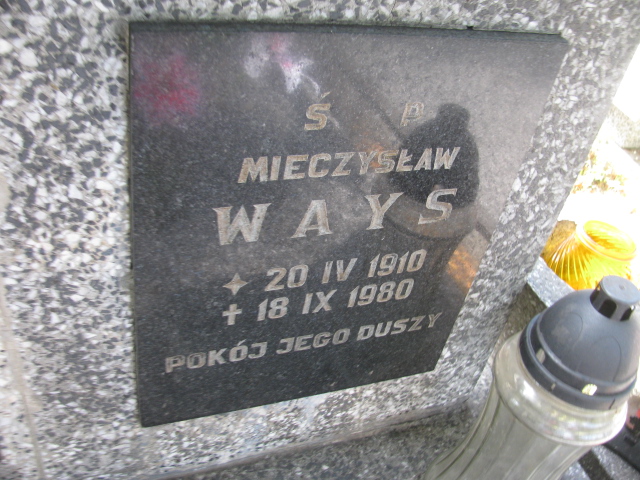 Ś P
MIECZYSŁAW
WAYS
20 IV 1910
18 IX 1980
POKÓJ JEGO DUSZY